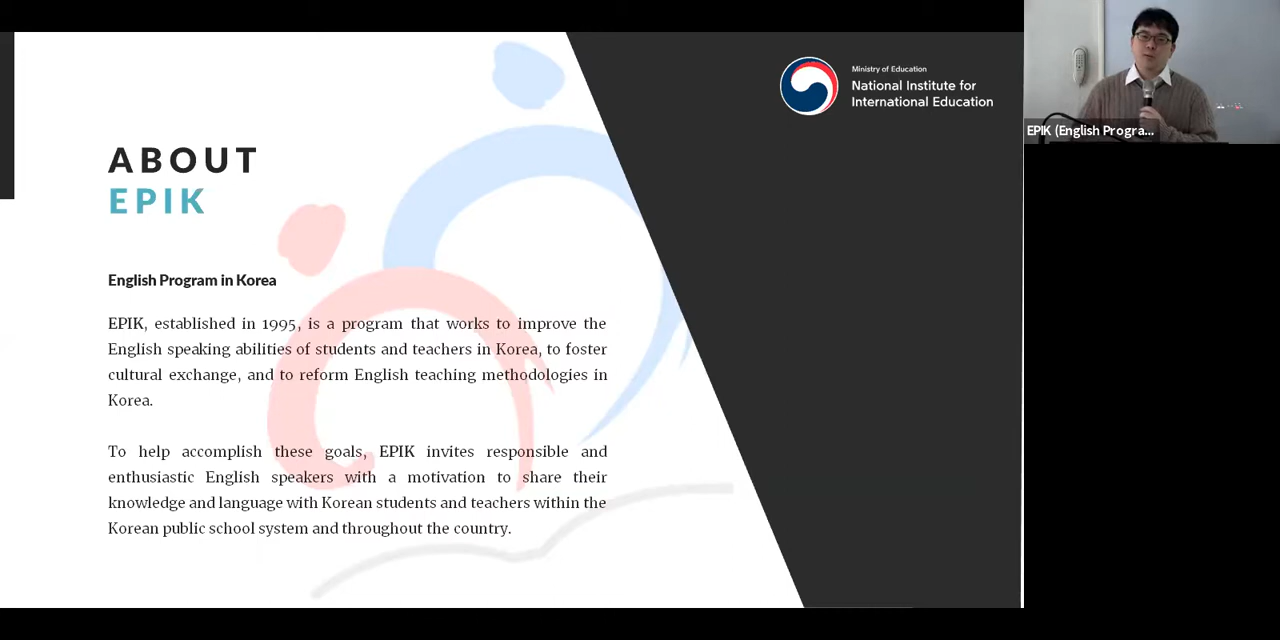 ABOUT
EPIK
English Program in Korea
EPIK, established in 1995, is a program that works to improve the
English speaking abilities of students and teachers in Korea, to foster
cultural exchange, and to reform English teaching methodologies in
Korea.
To help accomplish these goals, EPIK invites responsible and
enthusiastic English speakers with a motivation to share their
knowledge and language with Korean students and teachers within the
Korean public school system and throughout the country.
Ministry of Education
National Institute for
International Education
EPIK (English Progra...